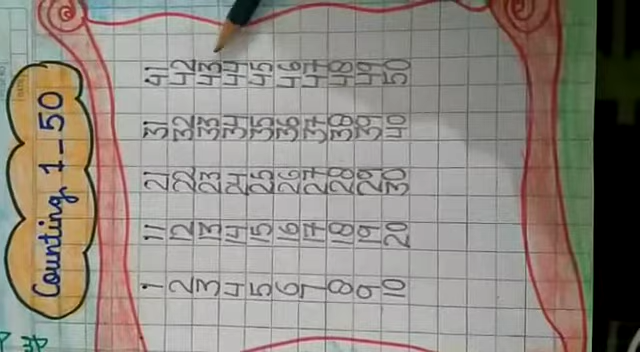 Counting 1-50
1 11 21 31 41
2 12 22 32 42
3 13 23 33 43
4 14 24 34 44
5 15 25 35 45
6 16 26 36 46
7 17 27 37 47
8 18 28 38 48
9 19 29 39 49
10 20 30 40 50